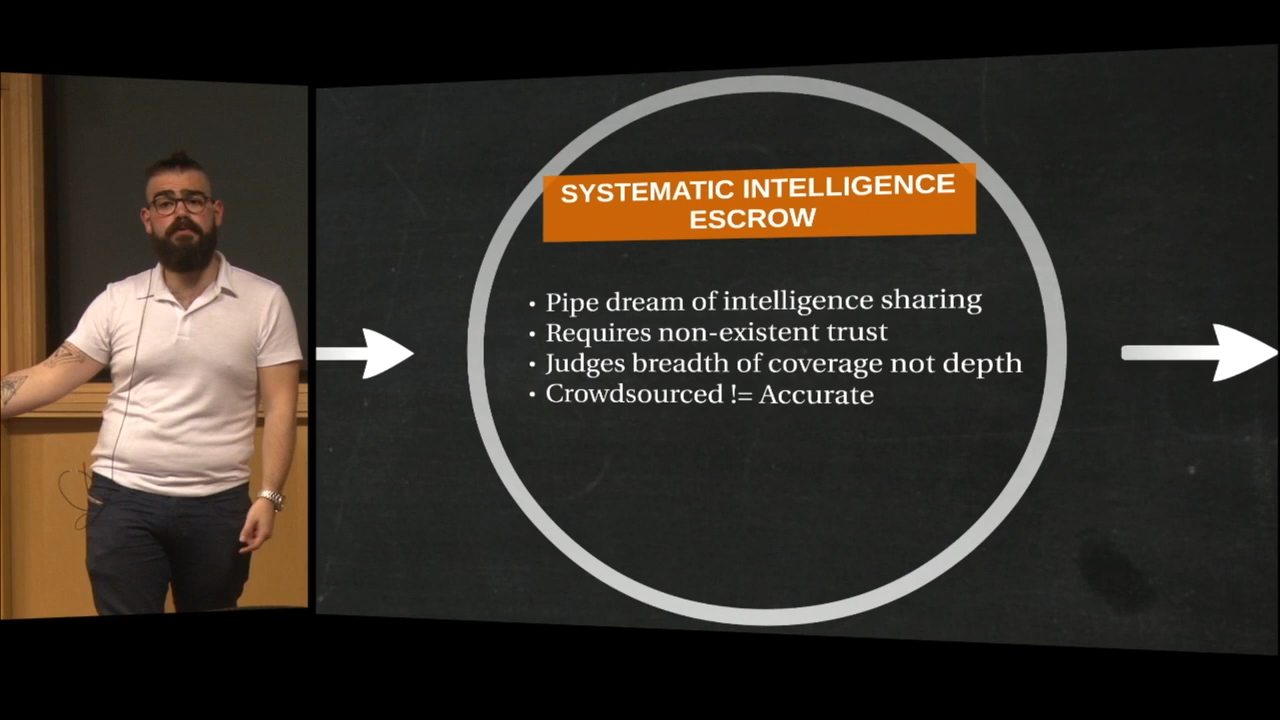 SYSTEMATIC INTELLIGENCE
ESCROW
• Pipe dream of intelligence sharing
• Requires non-existent trust
• Judges breadth of coverage not depth
• Crowdsourced != Accurate